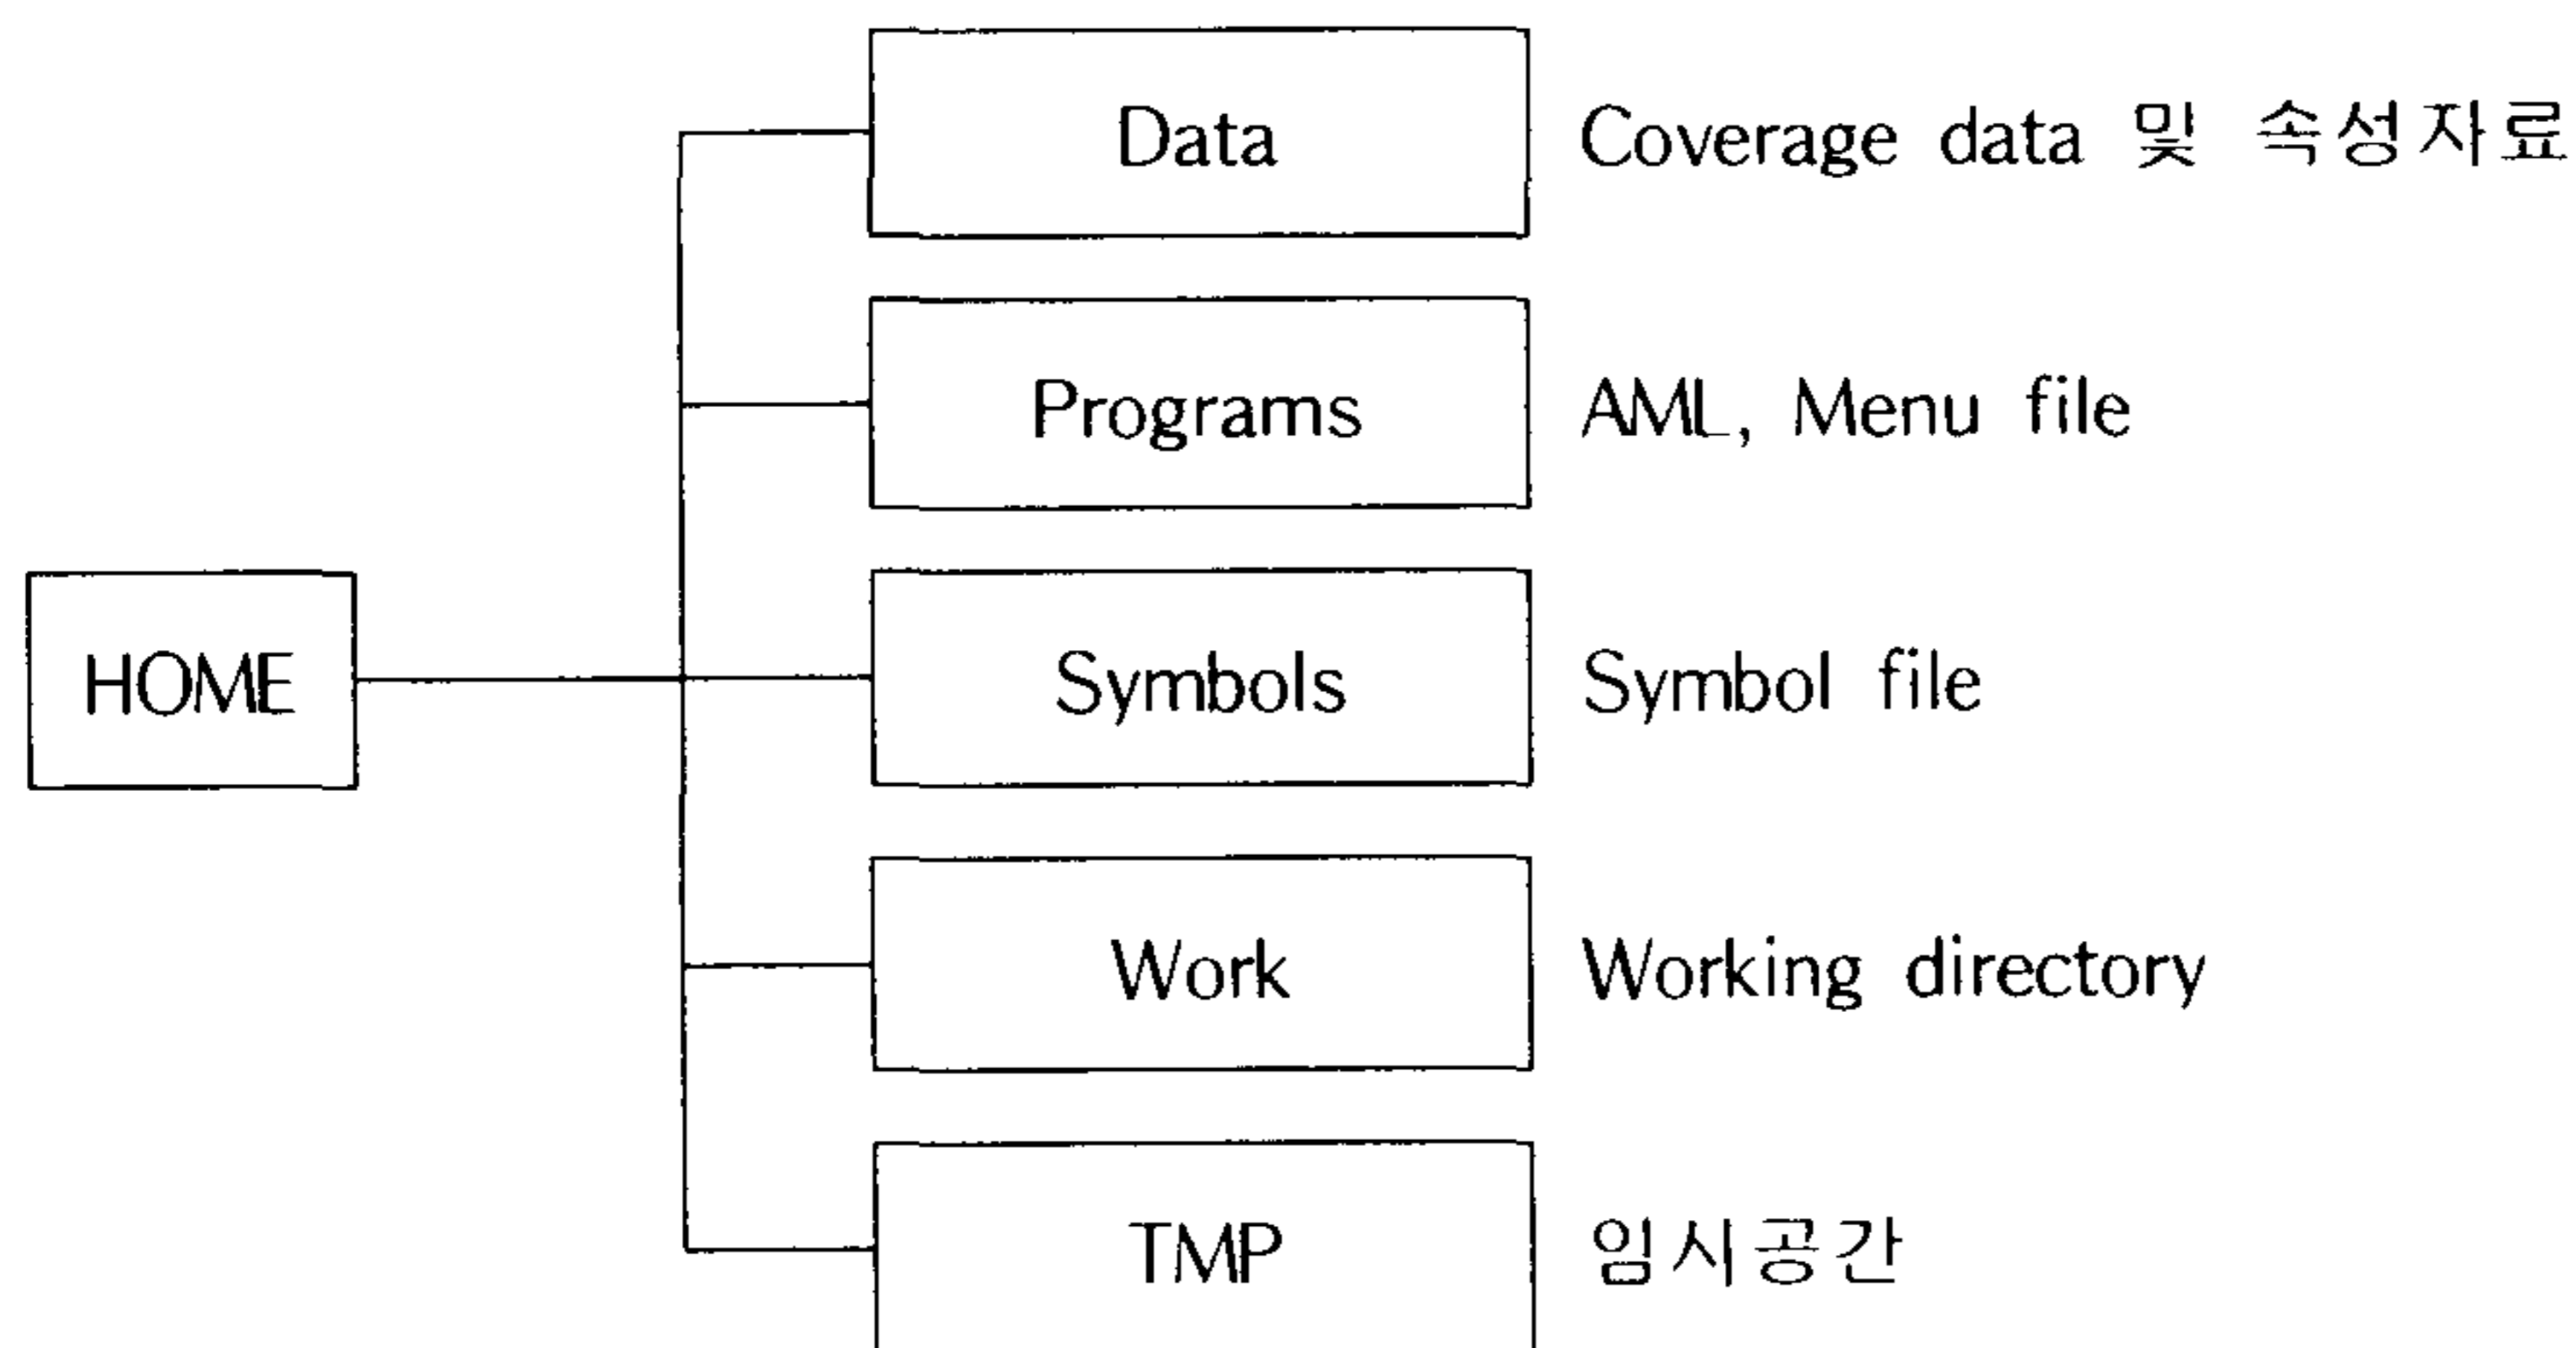 Data Coverage data 및 속성자료
Programs AML, Menu file
HOME Symbols Symbol file
Work Working directory
TMP 임시공간